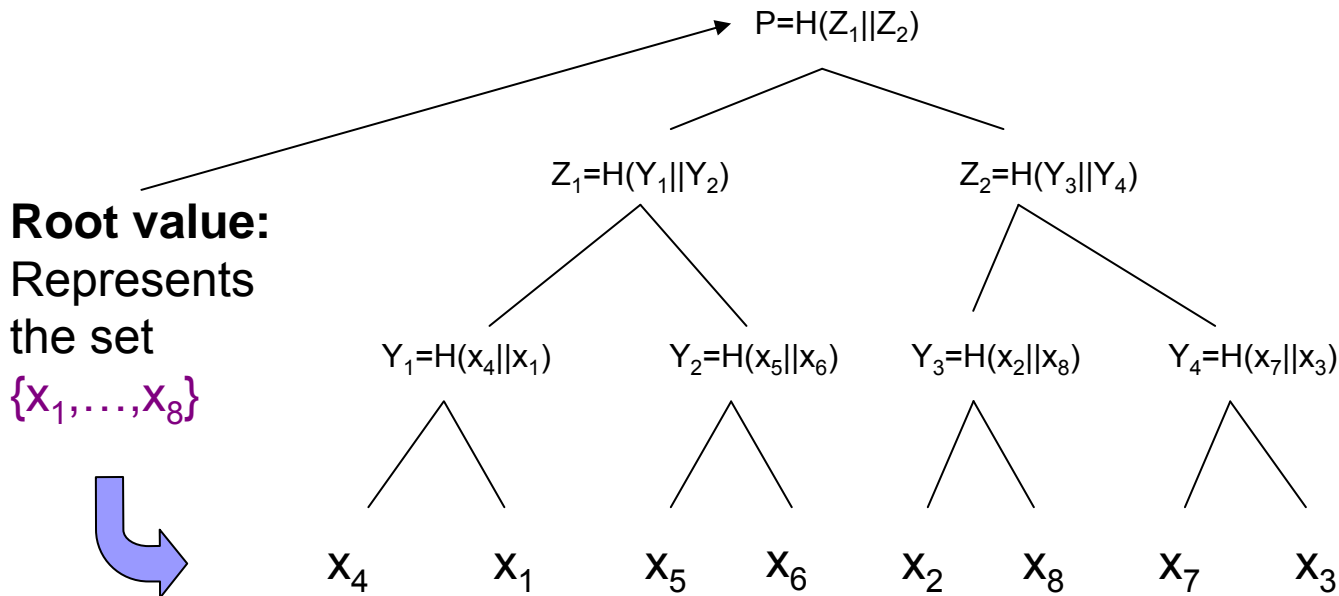 P=H(Z₁||Z₂)
Z₁=H(Y₁||Y₂) Z₂=H(Y₃||Y₄)
Root value:
Represents
the set
{x₁,…,x₈}
Y₁=H(x₄||x₁) Y₂=H(x₅||x₆) Y₃=H(x₂||x₈) Y₄=H(x₇||x₃)
x₄ x₁ x₅ x₆ x₂ x₈ x₇ x₃